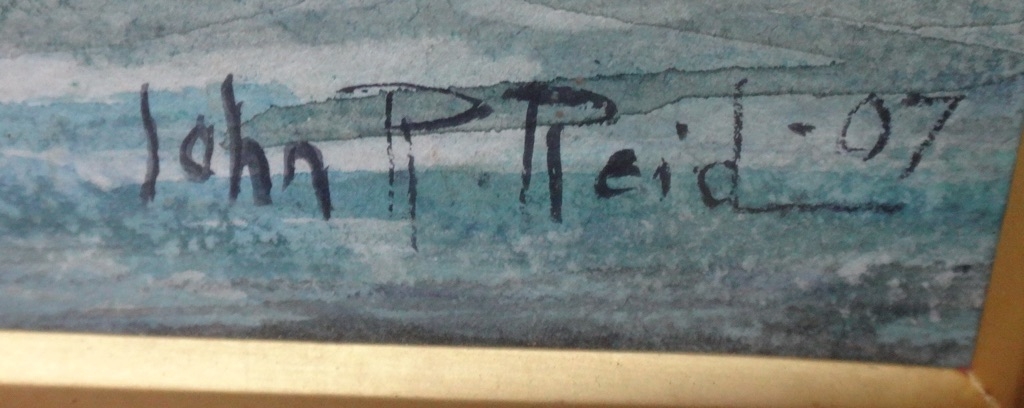 John P. Reid - 07